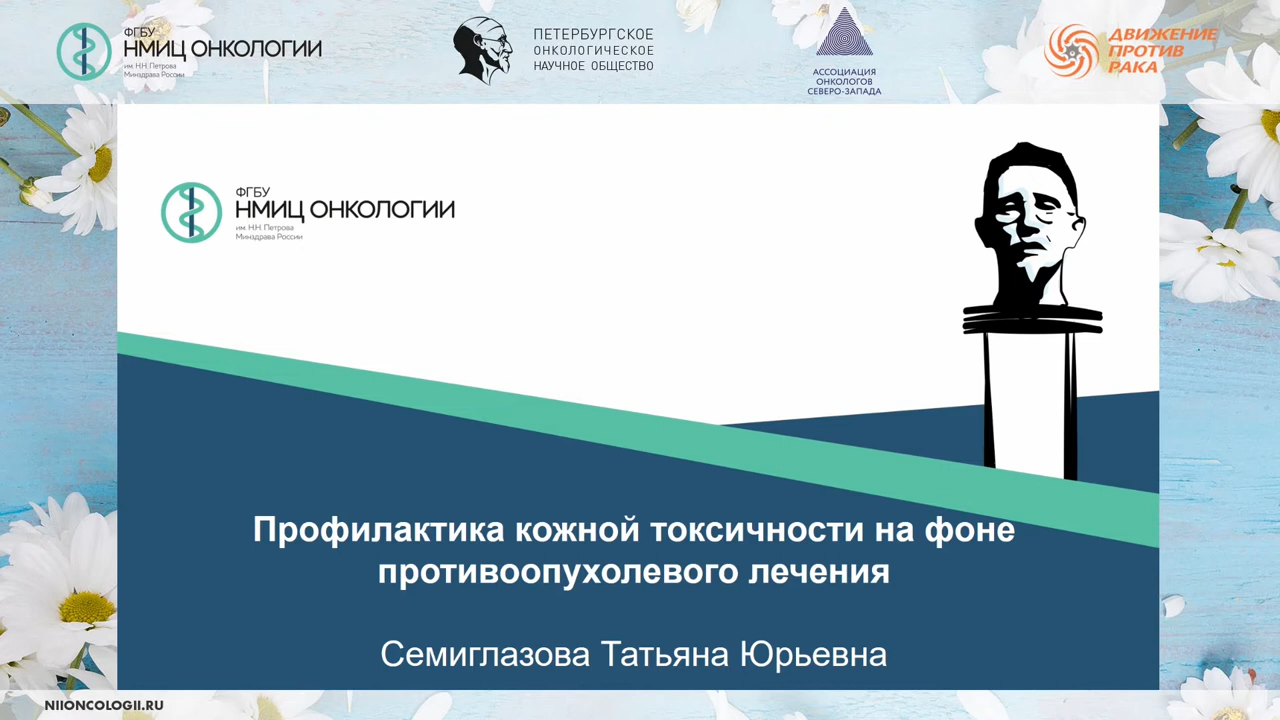 ФГБУ
НМИЦ ОНКОЛОГИИ
им. Н.Н. Петрова
Минздрава России
ПЕТЕРБУРГСКОЕ
ОНКОЛОГИЧЕСКОЕ
НАУЧНОЕ ОБЩЕСТВО
АССОЦИАЦИЯ
ОНКОЛОГОВ
СЕВЕРО-ЗАПАДА
ДВИЖЕНИЕ
ПРОТИВ
РАКА
ФГБУ
НМИЦ ОНКОЛОГИИ
им. Н.Н. Петрова
Минздрава России
Профилактика кожной токсичности на фоне
противоопухолевого лечения
Семиглазова Татьяна Юрьевна
NIIONCOLOGII.RU